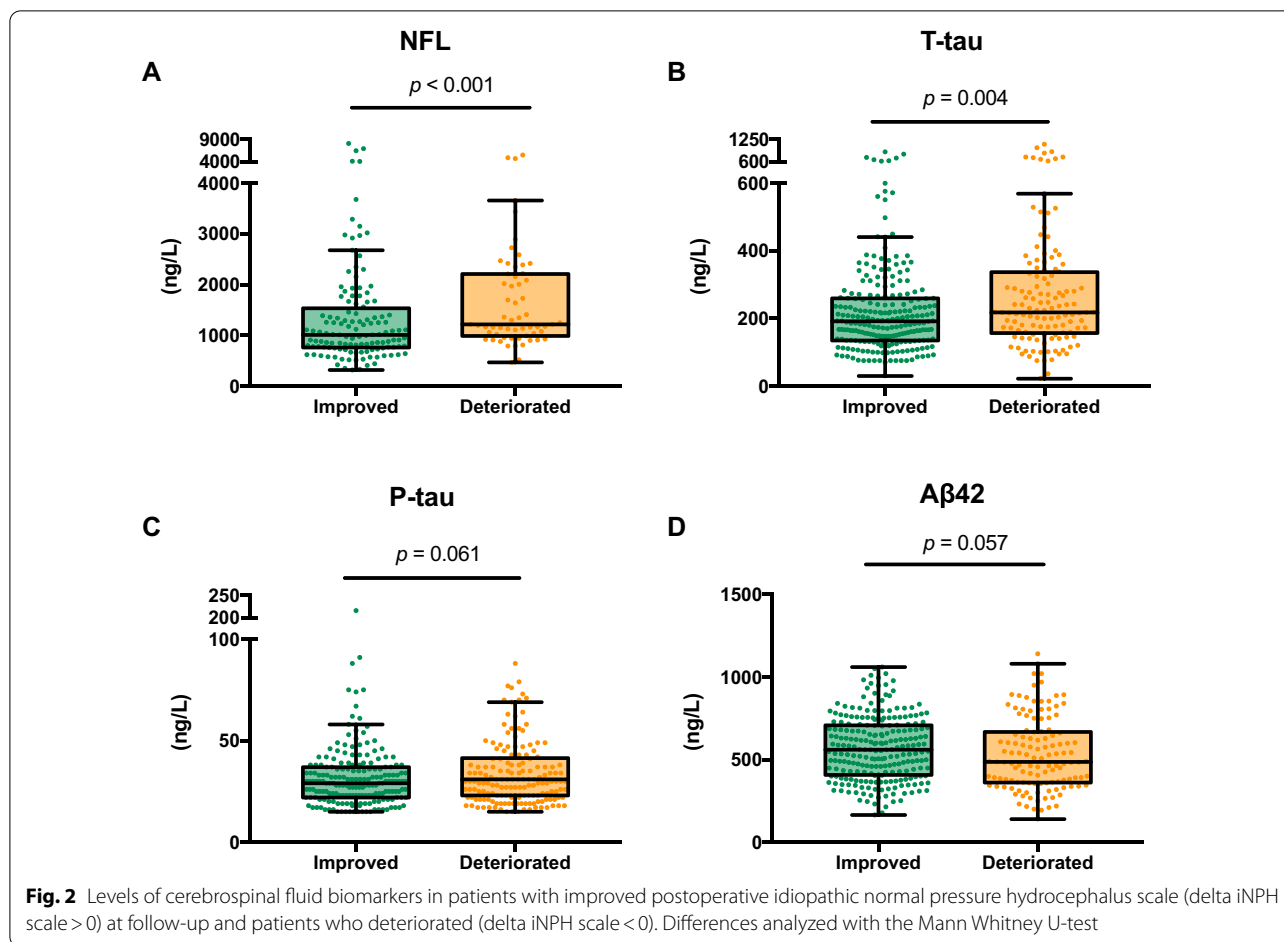 NFL
A
p < 0.001
9000
4000
4000
3000
2000
1000
0
(ng/L)
Improved
Deteriorated
T-tau
B
p = 0.004
1250
600
600
400
200
0
(ng/L)
Improved
Deteriorated
P-tau
C
p = 0.061
250
200
100
50
0
(ng/L)
Improved
Deteriorated
Aβ42
D
p = 0.057
1500
1000
500
0
(ng/L)
Improved
Deteriorated
Fig. 2 Levels of cerebrospinal fluid biomarkers in patients with improved postoperative idiopathic normal pressure hydrocephalus scale (delta iNPH
scale > 0) at follow-up and patients who deteriorated (delta iNPH scale < 0). Differences analyzed with the Mann Whitney U-test